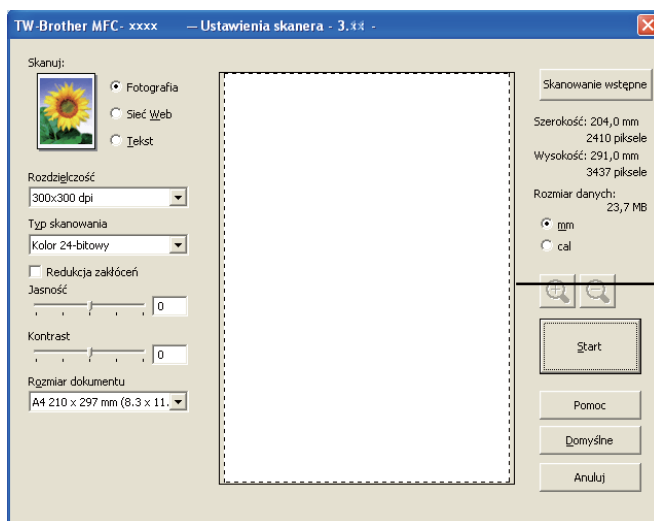 TW-Brother MFC- xxxx — Ustawienia skanera - 3.xx -
Skanuj:
Fotografia
Sieć Web
Tekst
Rozdzielczość
300x300 dpi
Typ skanowania
Kolor 24-bitowy
Redukcja zakłóceń
Jasność
0
Kontrast
0
Rozmiar dokumentu
A4 210 x 297 mm (8.3 x 11.
Skanowanie wstępne
Szerokość: 204,0 mm
2410 piksele
Wysokość: 291,0 mm
3437 piksele
Rozmiar danych:
23,7 MB
mm
cal
Start
Pomoc
Domyślne
Anuluj